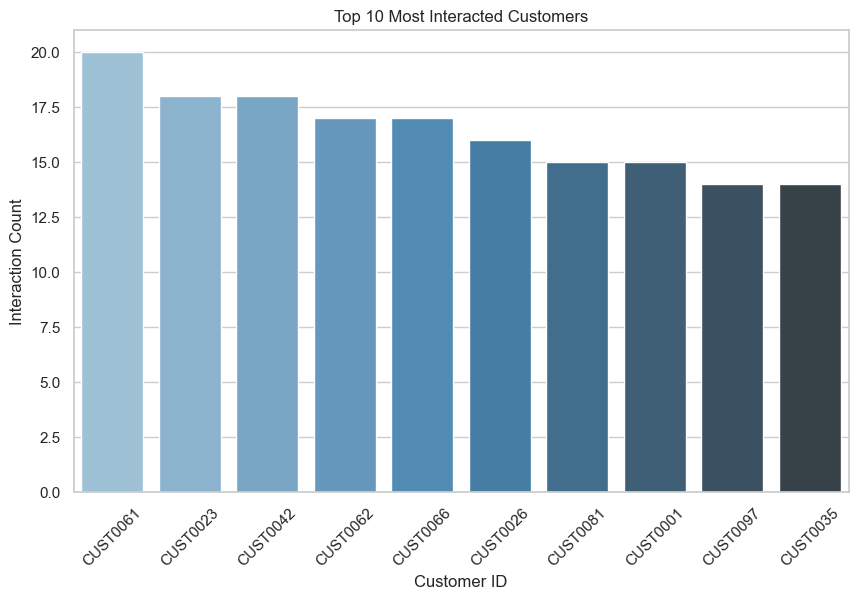 Top 10 Most Interacted Customers
Interaction Count
20.0
17.5
15.0
12.5
10.0
7.5
5.0
2.5
0.0
CUST0061
CUST0023
CUST0042
CUST0062
CUST0066
CUST0026
CUST0081
CUST0001
CUST0097
CUST0035
Customer ID